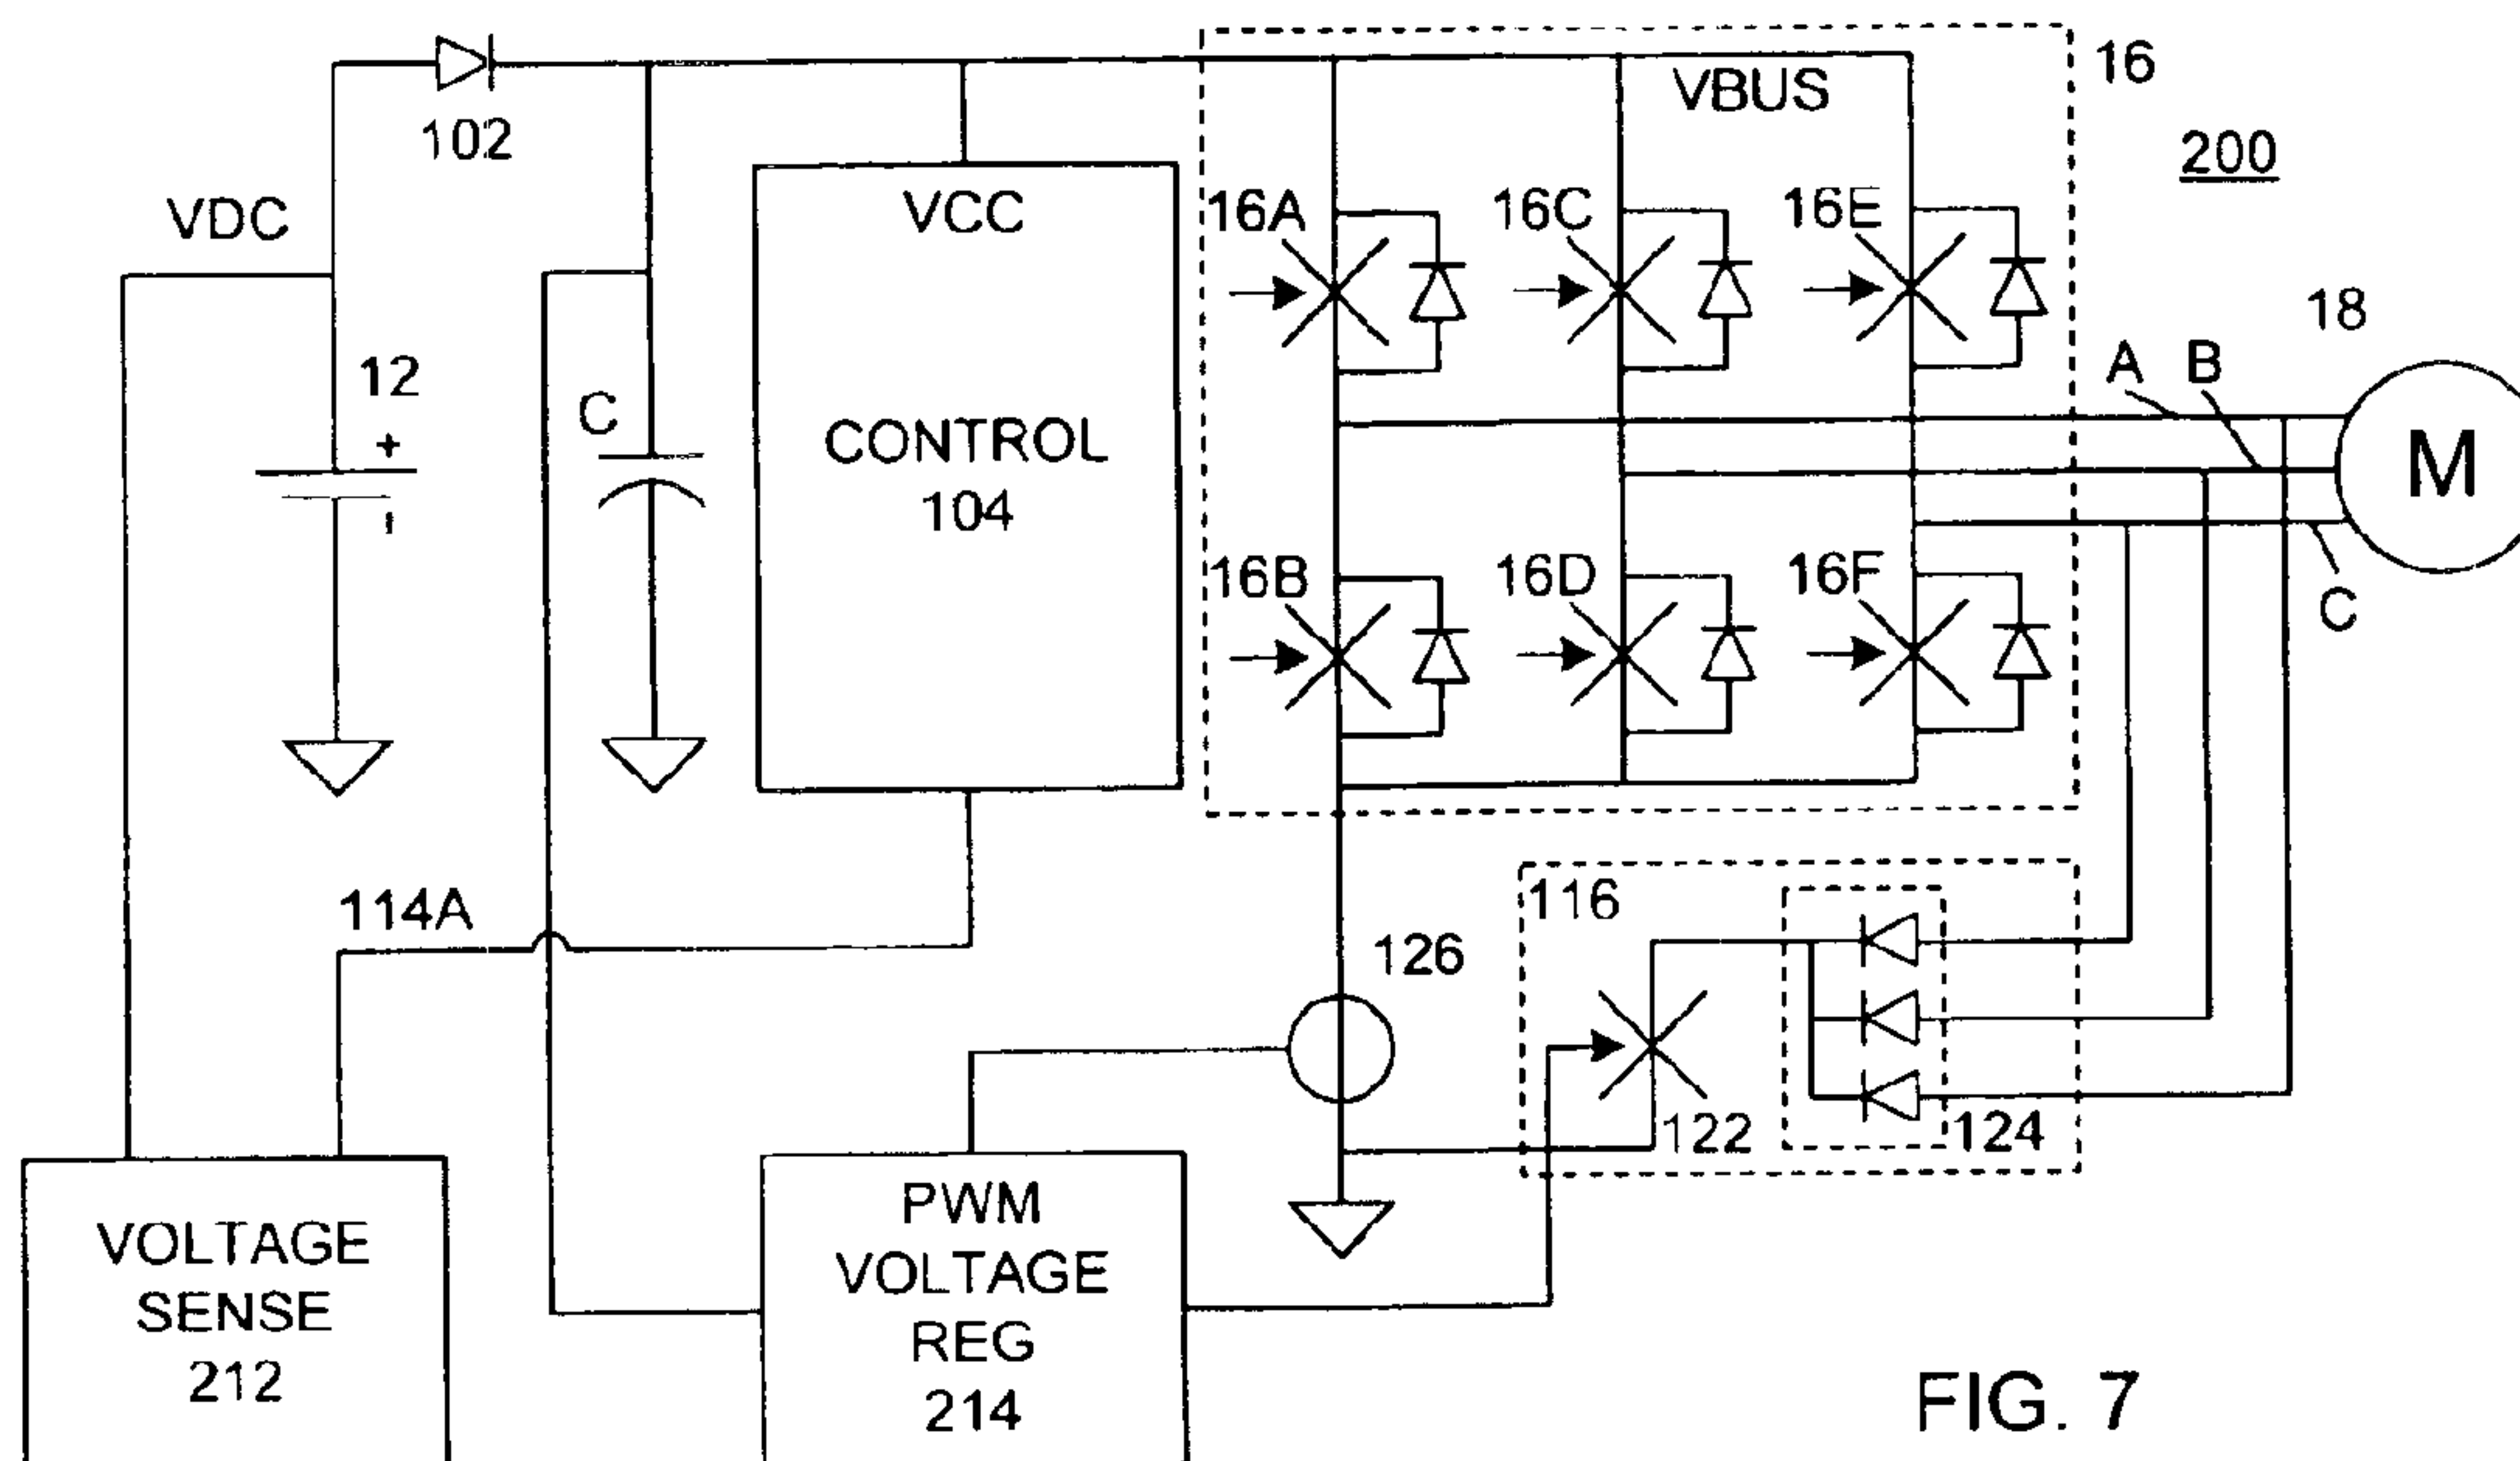 102
VDC
12
+
-
C
VCC
CONTROL
104
VBUS
16
200
16A
16C
16E
18
A
B
M
16B
16D
16F
C
114A
126
116
122
124
VOLTAGE
SENSE
212
PWM
VOLTAGE
REG
214
FIG. 7